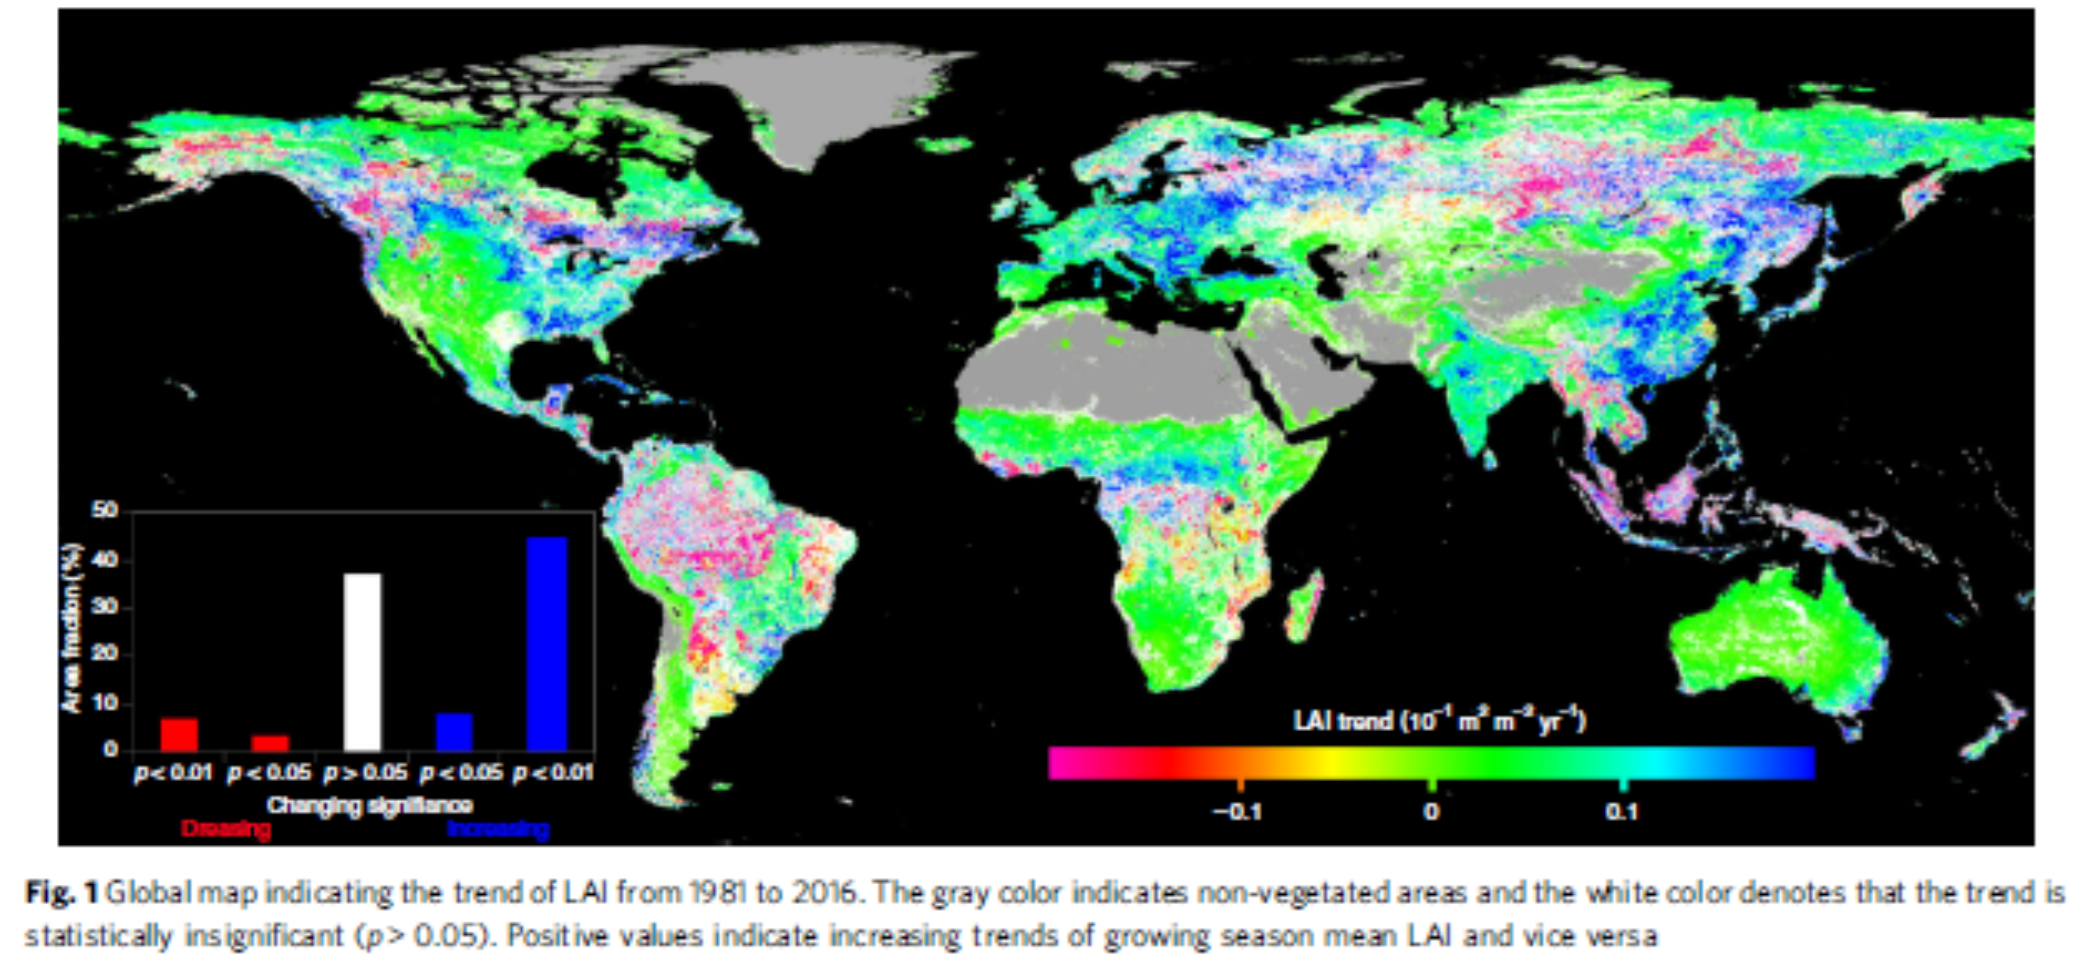 50
40
30
20
10
0
Area fraction (%)
p < 0.01 p < 0.05 p > 0.05 p < 0.05 p < 0.01
Changing signifiance
Dreasing Increasing
LAI trend (10⁻¹ m² m⁻² yr⁻¹)
−0.1 0 0.1
Fig. 1 Global map indicating the trend of LAI from 1981 to 2016. The gray color indicates non-vegetated areas and the white color denotes that the trend is
statistically insignificant (p > 0.05). Positive values indicate increasing trends of growing season mean LAI and vice versa